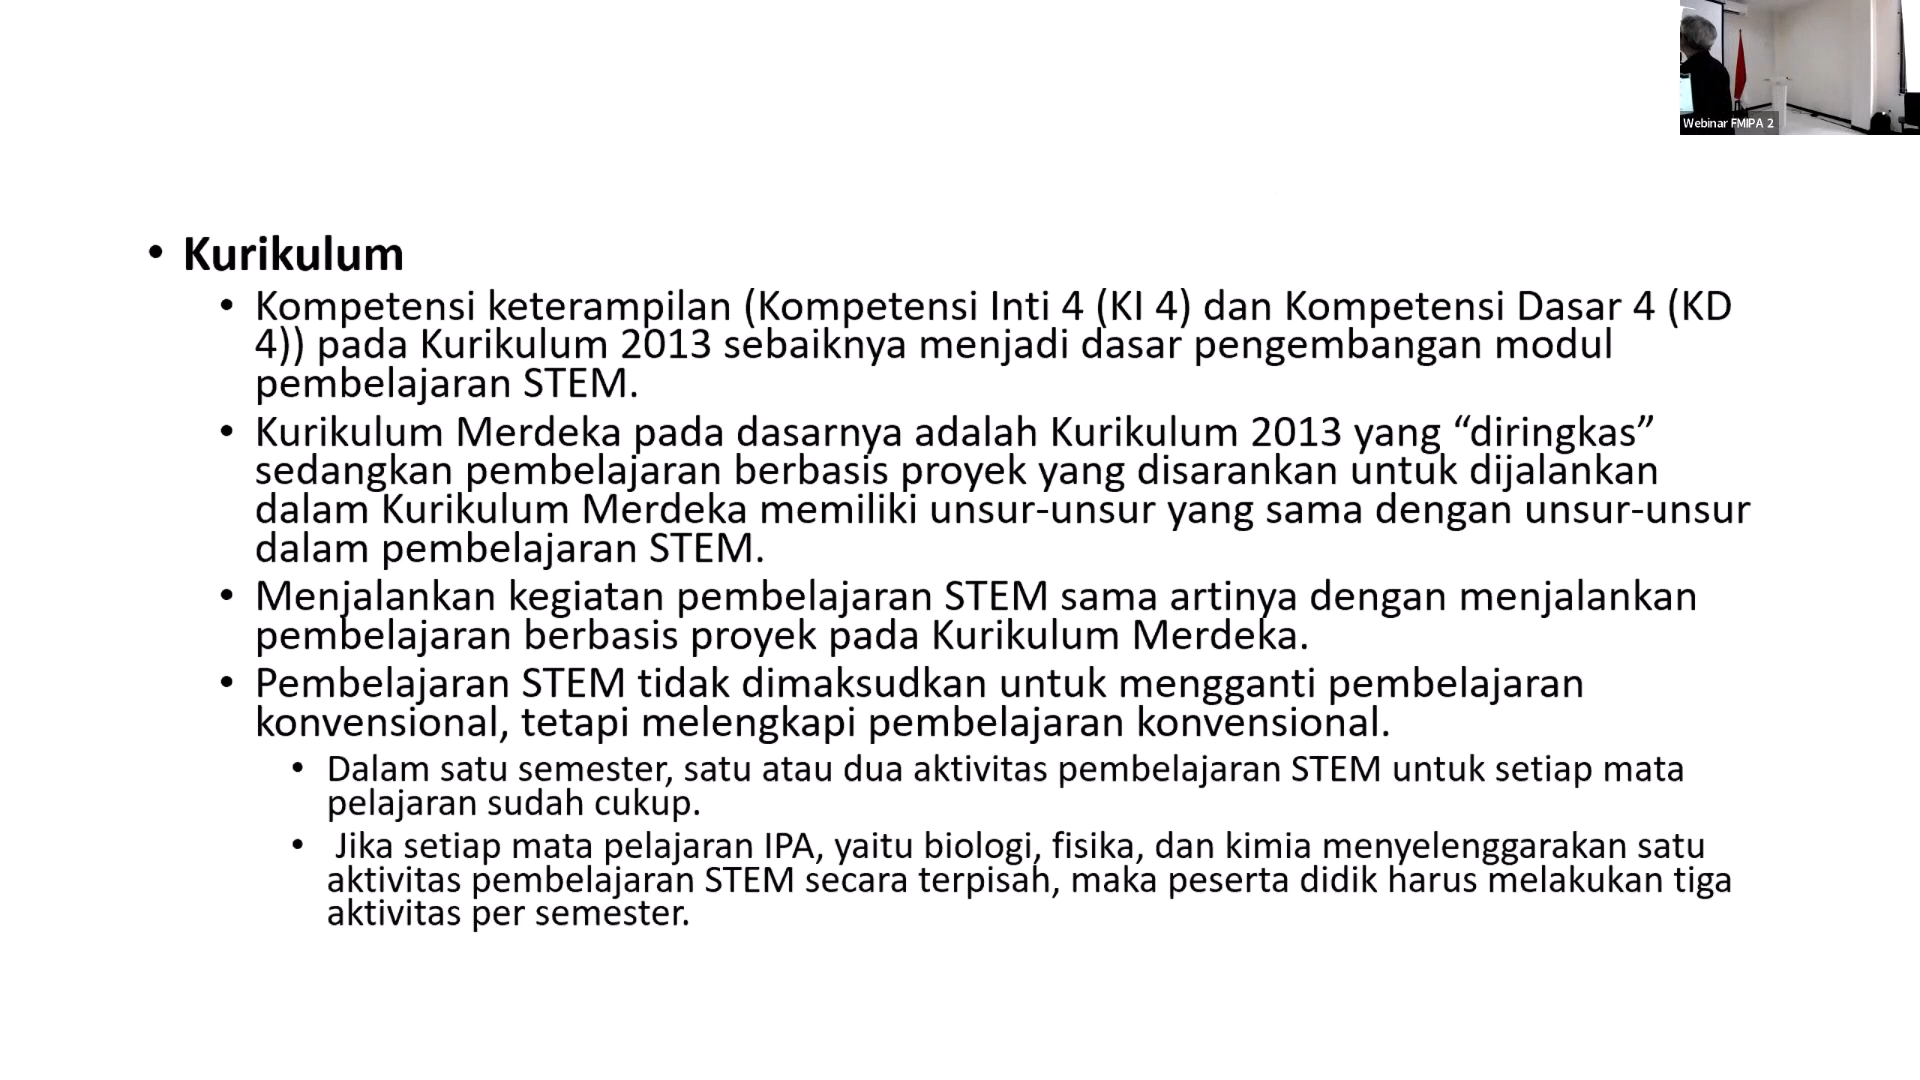 Webinar FMIPA 2
• Kurikulum
• Kompetensi keterampilan (Kompetensi Inti 4 (KI 4) dan Kompetensi Dasar 4 (KD
4)) pada Kurikulum 2013 sebaiknya menjadi dasar pengembangan modul
pembelajaran STEM.
• Kurikulum Merdeka pada dasarnya adalah Kurikulum 2013 yang “diringkas”
sedangkan pembelajaran berbasis proyek yang disarankan untuk dijalankan
dalam Kurikulum Merdeka memiliki unsur-unsur yang sama dengan unsur-unsur
dalam pembelajaran STEM.
• Menjalankan kegiatan pembelajaran STEM sama artinya dengan menjalankan
pembelajaran berbasis proyek pada Kurikulum Merdeka.
• Pembelajaran STEM tidak dimaksudkan untuk mengganti pembelajaran
konvensional, tetapi melengkapi pembelajaran konvensional.
• Dalam satu semester, satu atau dua aktivitas pembelajaran STEM untuk setiap mata
pelajaran sudah cukup.
• Jika setiap mata pelajaran IPA, yaitu biologi, fisika, dan kimia menyelenggarakan satu
aktivitas pembelajaran STEM secara terpisah, maka peserta didik harus melakukan tiga
aktivitas per semester.